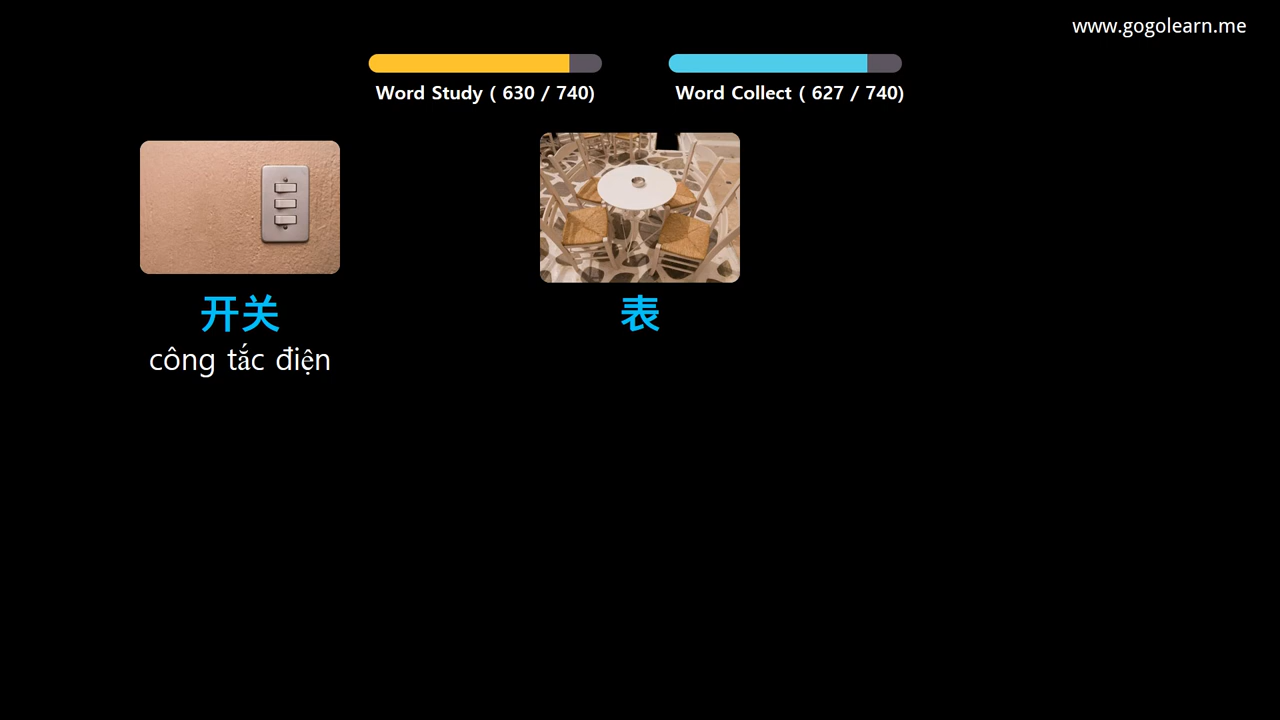 www.gogolearn.me
Word Study ( 630 / 740)
Word Collect ( 627 / 740)
开关
công tắc điện
表